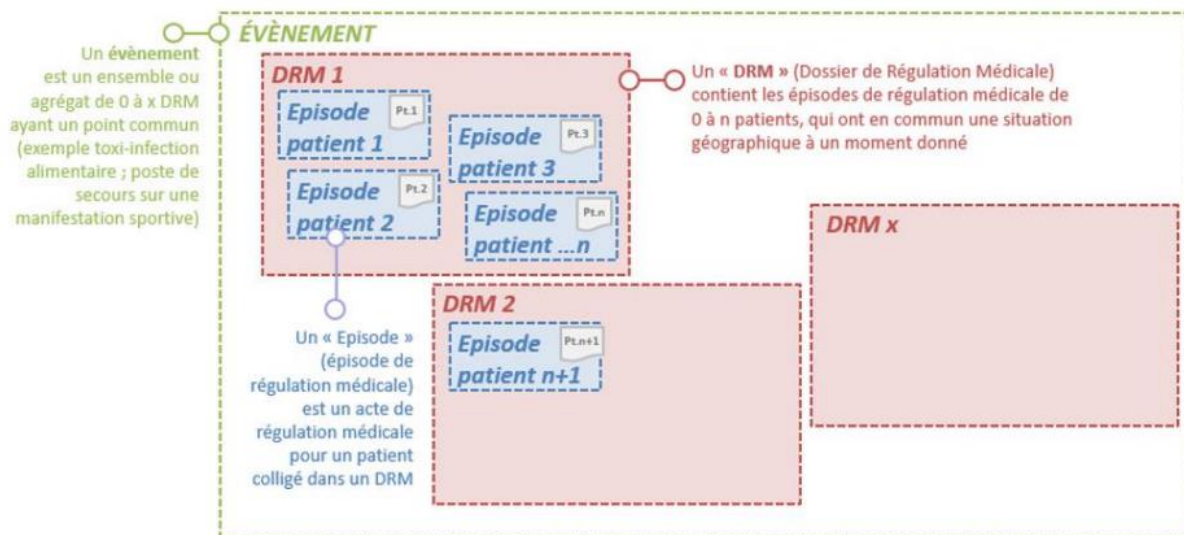 ÉVÈNEMENT
Un évènement
est un ensemble ou
agrégat de 0 à x DRM
ayant un point commun
(exemple toxi-infection
alimentaire ; poste de
secours sur une
manifestation sportive)
DRM 1
Episode
patient 1
Pt.1
Episode
patient 2
Pt.2
Episode
patient 3
Pt.3
Episode
patient ...n
Pt.n
Un « DRM » (Dossier de Régulation Médicale)
contient les épisodes de régulation médicale de
0 à n patients, qui ont en commun une situation
géographique à un moment donné
DRM x
DRM 2
Episode
patient n+1
Pt.n+1
Un « Episode »
(épisode de
régulation médicale)
est un acte de
régulation médicale
pour un patient
colligé dans un DRM